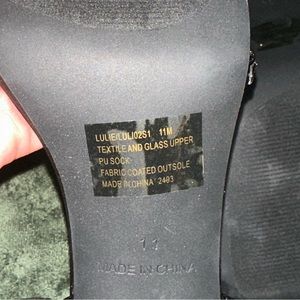 LULIE/LULI02S1 11M
TEXTILE AND GLASS UPPER
PU SOCK
FABRIC COATED OUTSOLE
MADE IN CHINA 2403
11
MADE IN CHINA